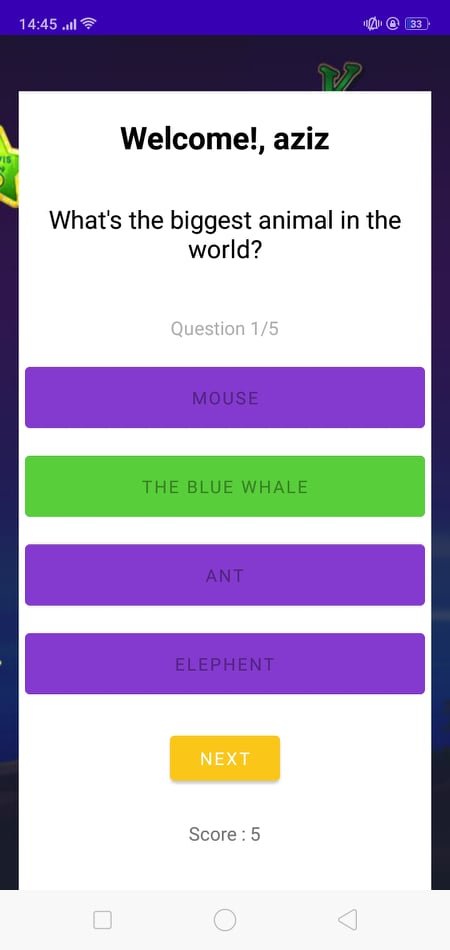 14:45
33
VIS
Y
Welcome!, aziz
What's the biggest animal in the
world?
Question 1/5
MOUSE
THE BLUE WHALE
ANT
ELEPHENT
NEXT
Score : 5